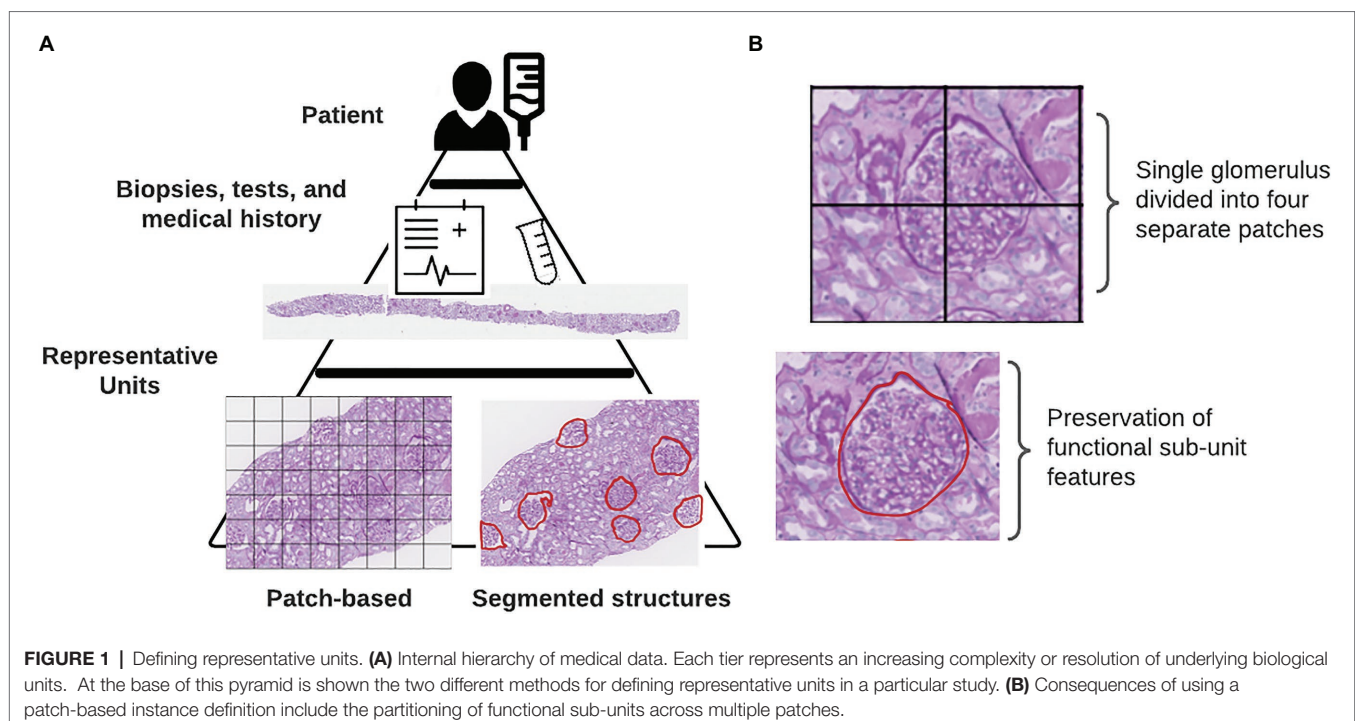 A
Patient
Biopsies, tests, and
medical history
Representative
Units
Patch-based
Segmented structures
B
Single glomerulus
divided into four
separate patches
Preservation of
functional sub-unit
features
FIGURE 1 | Defining representative units. (A) Internal hierarchy of medical data. Each tier represents an increasing complexity or resolution of underlying biological
units. At the base of this pyramid is shown the two different methods for defining representative units in a particular study. (B) Consequences of using a
patch-based instance definition include the partitioning of functional sub-units across multiple patches.